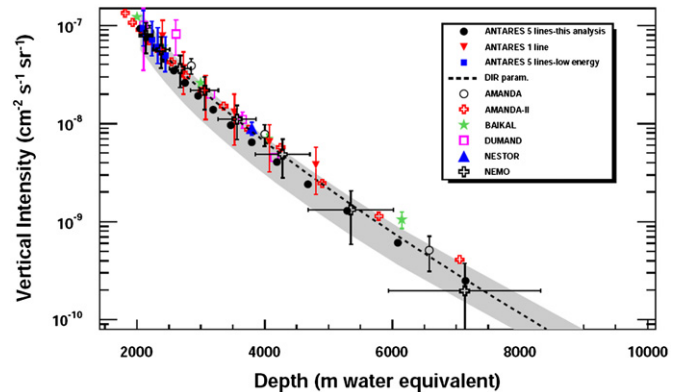 10-7
10-8
10-9
10-10
Vertical Intensity (cm-2 s-1 sr-1)
ANTARES 5 lines-this analysis
ANTARES 1 line
ANTARES 5 lines-low energy
DIR param.
AMANDA
AMANDA-II
BAIKAL
DUMAND
NESTOR
NEMO
2000 4000 6000 8000 10000
Depth (m water equivalent)